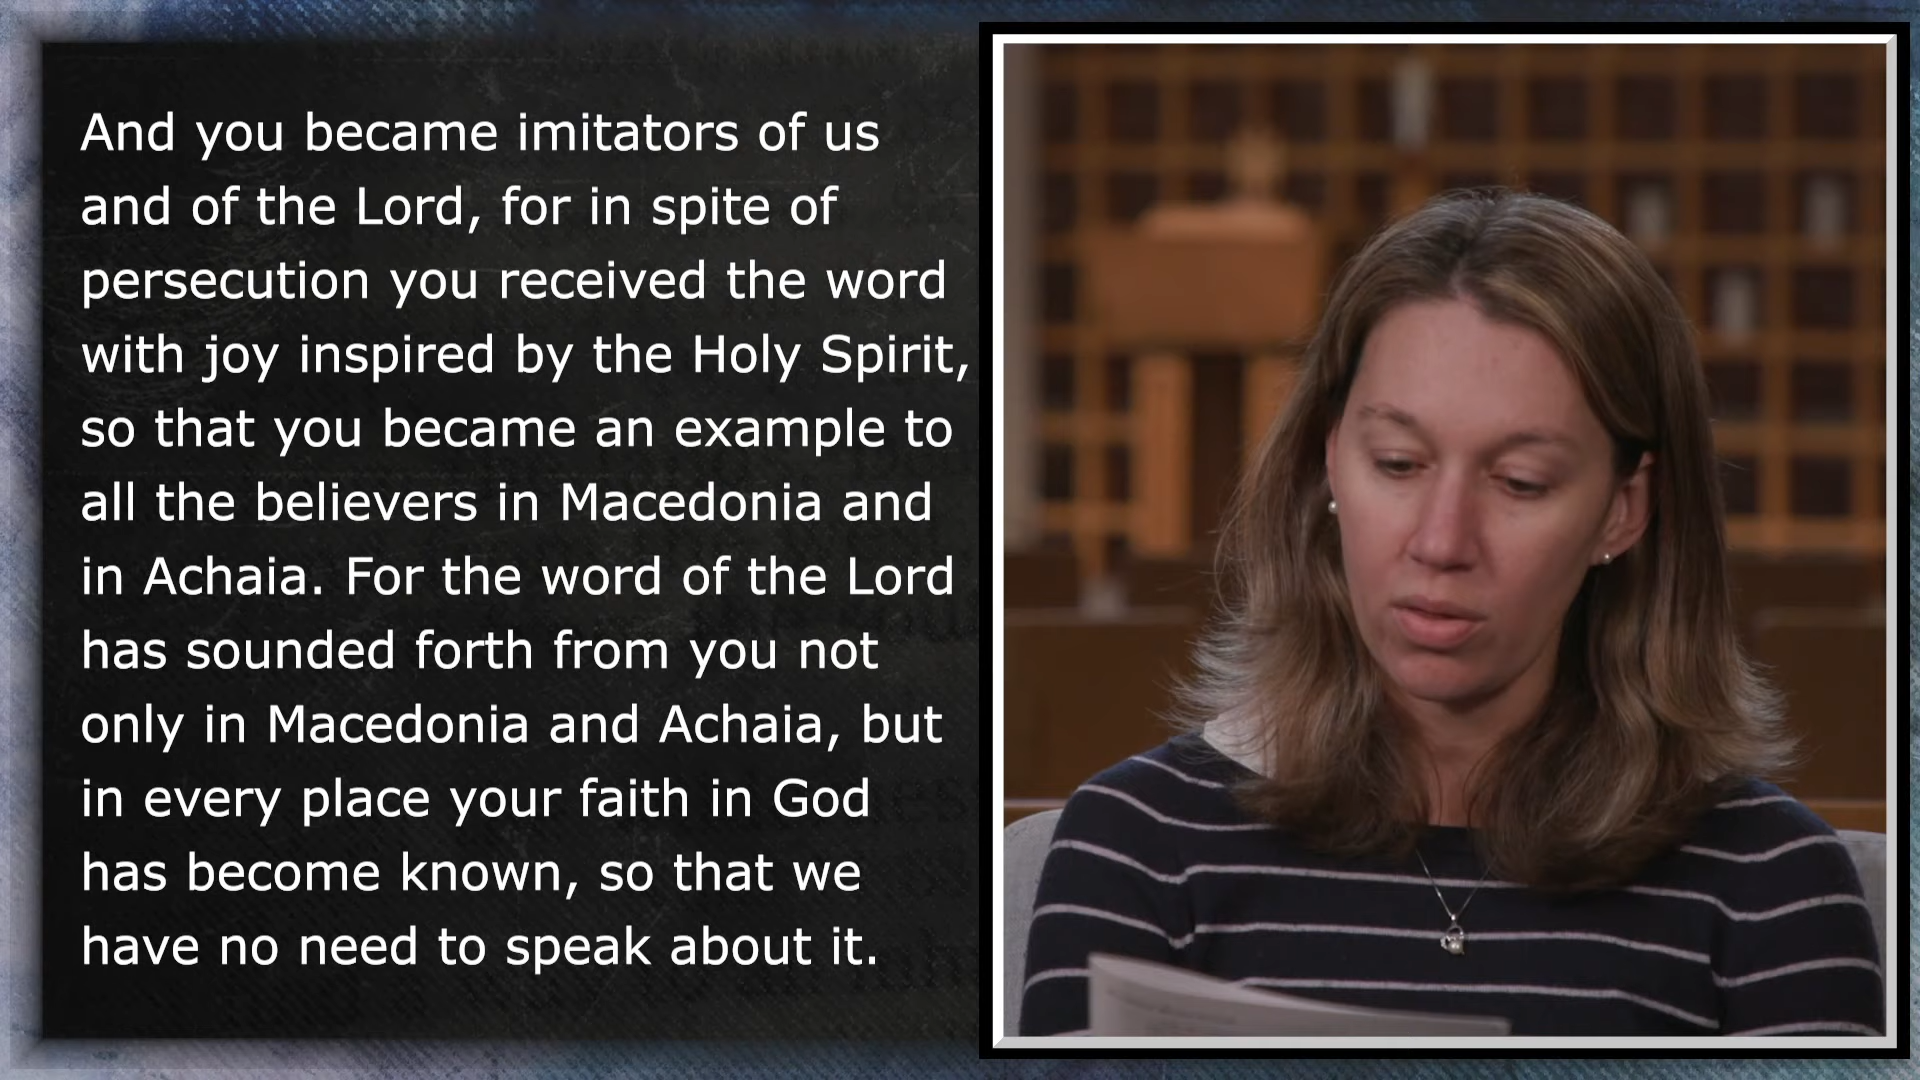 And you became imitators of us
and of the Lord, for in spite of
persecution you received the word
with joy inspired by the Holy Spirit,
so that you became an example to
all the believers in Macedonia and
in Achaia. For the word of the Lord
has sounded forth from you not
only in Macedonia and Achaia, but
in every place your faith in God
has become known, so that we
have no need to speak about it.